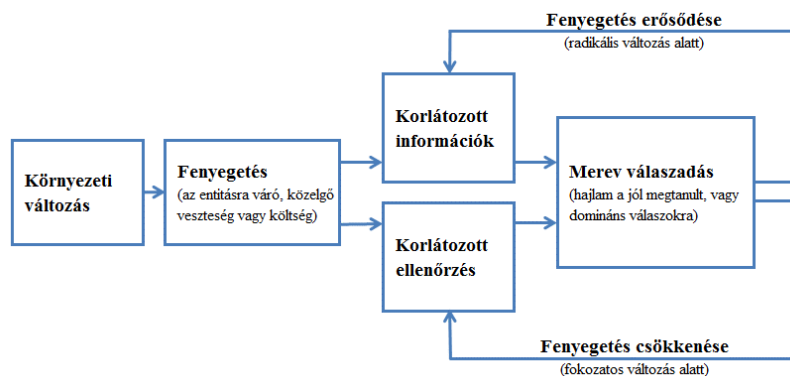 Fenyegetés erősödése
(radikális változás alatt)
Korlátozott
információk
Környezeti
változás
Fenyegetés
(az entitásra váró, közelgő
veszteség vagy költség)
Merev válaszadás
(hajlam a jól megtanult, vagy
domináns válaszokra)
Korlátozott
ellenőrzés
Fenyegetés csökkenése
(fokozatos változás alatt)